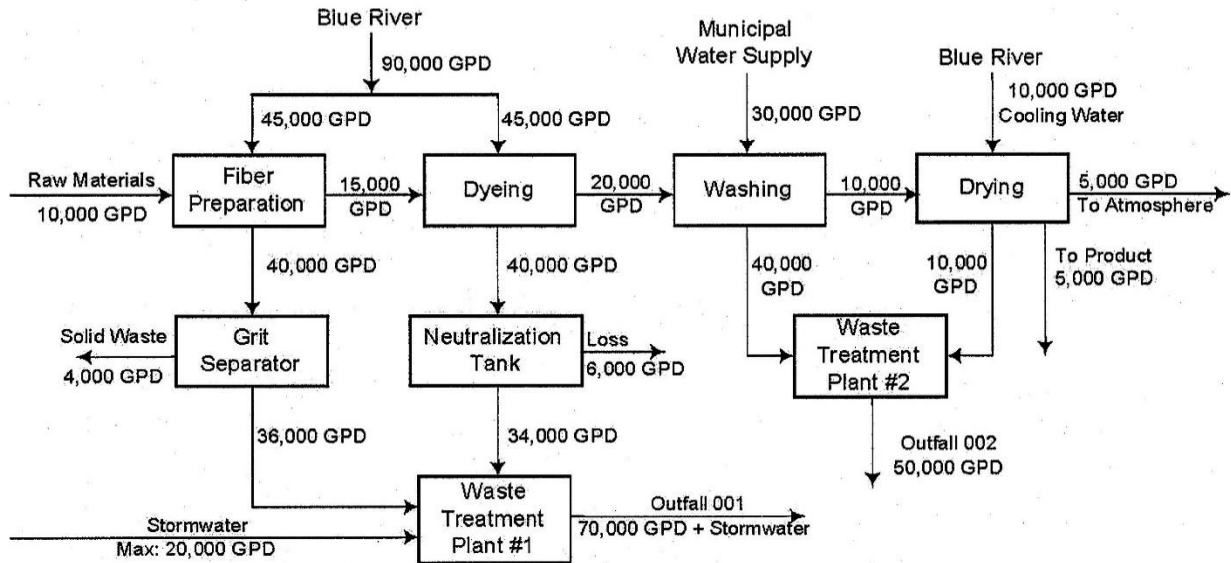 Blue River
90,000 GPD
45,000 GPD
45,000 GPD
Municipal
Water Supply
30,000 GPD
Blue River
10,000 GPD
Cooling Water
Raw Materials
10,000 GPD
Fiber
Preparation
15,000
GPD
Dyeing
20,000
GPD
Washing
10,000
GPD
Drying
5,000 GPD
To Atmosphere
40,000 GPD
40,000 GPD
40,000
GPD
10,000
GPD
To Product
5,000 GPD
Solid Waste
4,000 GPD
Grit
Separator
Neutralization
Tank
Loss
6,000 GPD
Waste
Treatment
Plant #2
36,000 GPD
34,000 GPD
Outfall 002
50,000 GPD
Stormwater
Max: 20,000 GPD
Waste
Treatment
Plant #1
Outfall 001
70,000 GPD + Stormwater